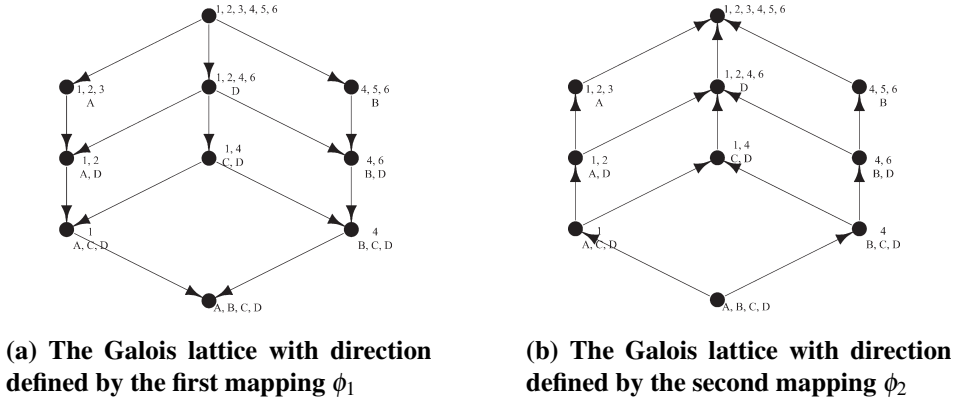 1, 2, 3, 4, 5, 6
1, 2, 3
A
1, 2, 4, 6
D
4, 5, 6
B
1, 2
A, D
1, 4
C, D
4, 6
B, D
1
A, C, D
4
B, C, D
A, B, C, D
(a) The Galois lattice with direction
defined by the first mapping ϕ1
1, 2, 3, 4, 5, 6
1, 2, 3
A
1, 2, 4, 6
D
4, 5, 6
B
1, 2
A, D
1, 4
C, D
4, 6
B, D
1
A, C, D
4
B, C, D
A, B, C, D
(b) The Galois lattice with direction
defined by the second mapping ϕ2